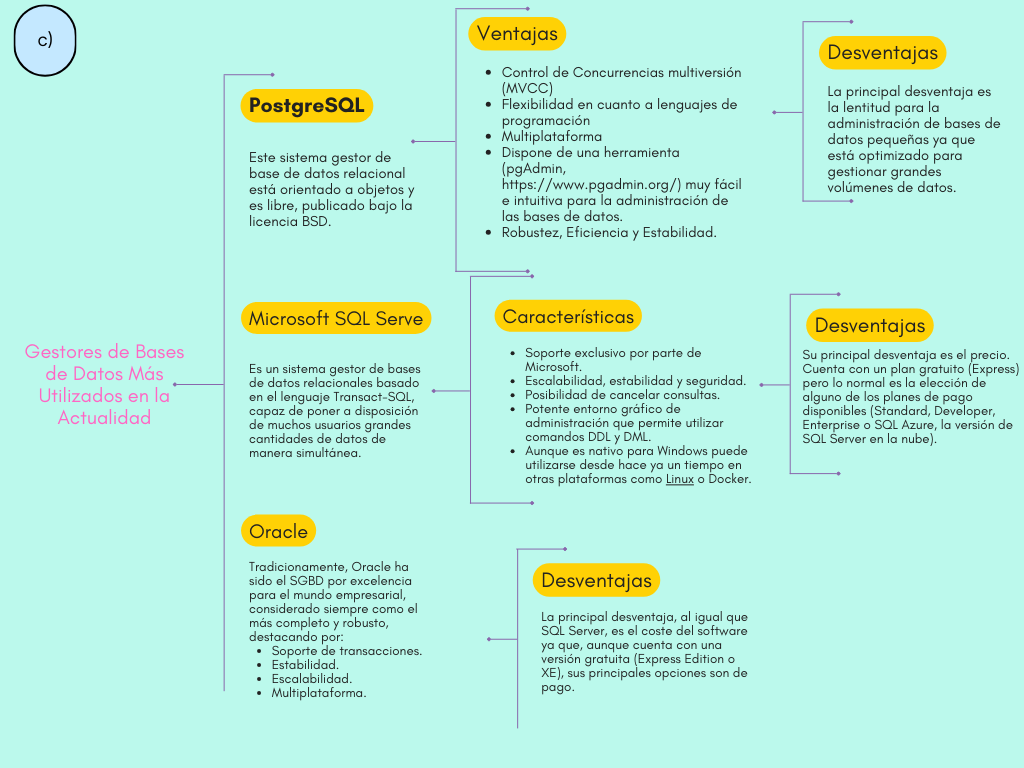 c)
Gestores de Bases
de Datos Más
Utilizados en la
Actualidad
PostgreSQL
Este sistema gestor de
base de datos relacional
está orientado a objetos y
es libre, publicado bajo la
licencia BSD.
Ventajas
• Control de Concurrencias multiversión
(MVCC)
• Flexibilidad en cuanto a lenguajes de
programación
• Multiplataforma
• Dispone de una herramienta
(pgAdmin,
https://www.pgadmin.org/) muy fácil
e intuitiva para la administración de
las bases de datos.
• Robustez, Eficiencia y Estabilidad.
Desventajas
La principal desventaja es
la lentitud para la
administración de bases de
datos pequeñas ya que
está optimizado para
gestionar grandes
volúmenes de datos.
Microsoft SQL Serve
Es un sistema gestor de bases
de datos relacionales basado
en el lenguaje Transact-SQL,
capaz de poner a disposición
de muchos usuarios grandes
cantidades de datos de
manera simultánea.
Características
• Soporte exclusivo por parte de
Microsoft.
• Escalabilidad, estabilidad y seguridad.
• Posibilidad de cancelar consultas.
• Potente entorno gráfico de
administración que permite utilizar
comandos DDL y DML.
• Aunque es nativo para Windows puede
utilizarse desde hace ya un tiempo en
otras plataformas como Linux o Docker.
Desventajas
Su principal desventaja es el precio.
Cuenta con un plan gratuito (Express)
pero lo normal es la elección de
alguno de los planes de pago
disponibles (Standard, Developer,
Enterprise o SQL Azure, la versión de
SQL Server en la nube).
Oracle
Tradicionamente, Oracle ha
sido el SGBD por excelencia
para el mundo empresarial,
considerado siempre como el
más completo y robusto,
destacando por:
• Soporte de transacciones.
• Estabilidad.
• Escalabilidad.
• Multiplataforma.
Desventajas
La principal desventaja, al igual que
SQL Server, es el coste del software
ya que, aunque cuenta con una
versión gratuita (Express Edition o
XE), sus principales opciones son de
pago.